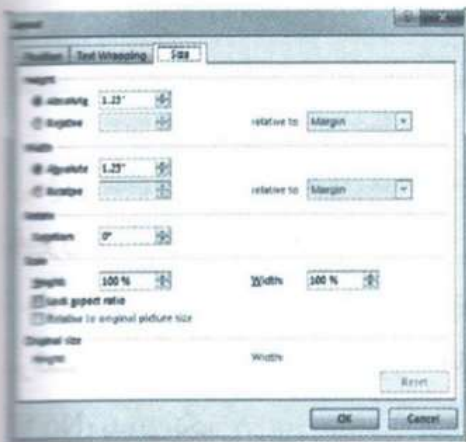 Layout
Position Text Wrapping Size
Height
Absolute 1.25"
Relative relative to Margin
Width
Absolute 1.25"
Relative relative to Margin
Rotate
Rotation 0°
Scale
Height: 100 % Width: 100 %
Lock aspect ratio
Relative to original picture size
Original size
Height: Width:
Reset
OK Cancel